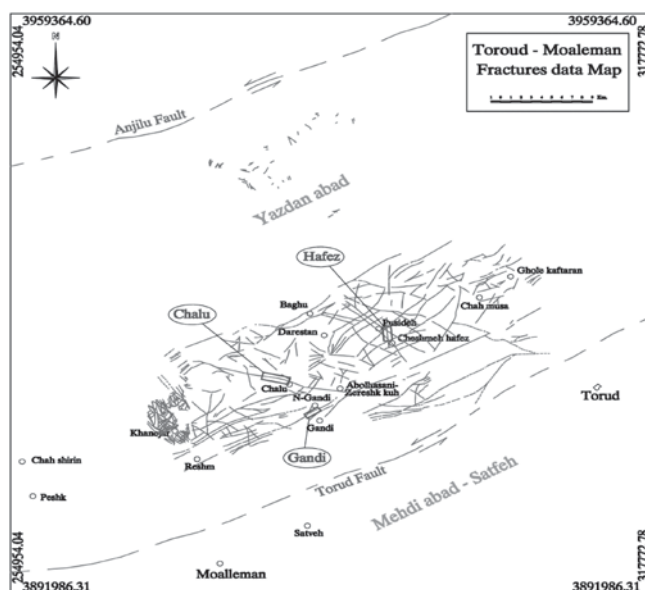 3959364.60
3959364.60
254954.04
317777.78
Toroud - Moaleman
Fractures data Map
Km.
Anjilu Fault
Yazdan abad
Hafez
Ghole kaftaran
Chah musa
Baghu
Chalu
Darestan
Cheshmeh hafez
Chalu
Abolhasani-
Zereshk kuh
N-Gandi
Torud
Gandi
Khanojar
Chah shirin
Reshm
Gandi
Peshk
Torud Fault
Mehdi abad - Satfeh
Satveh
Moalleman
254954.04
317777.78
3891986.31
3891986.31